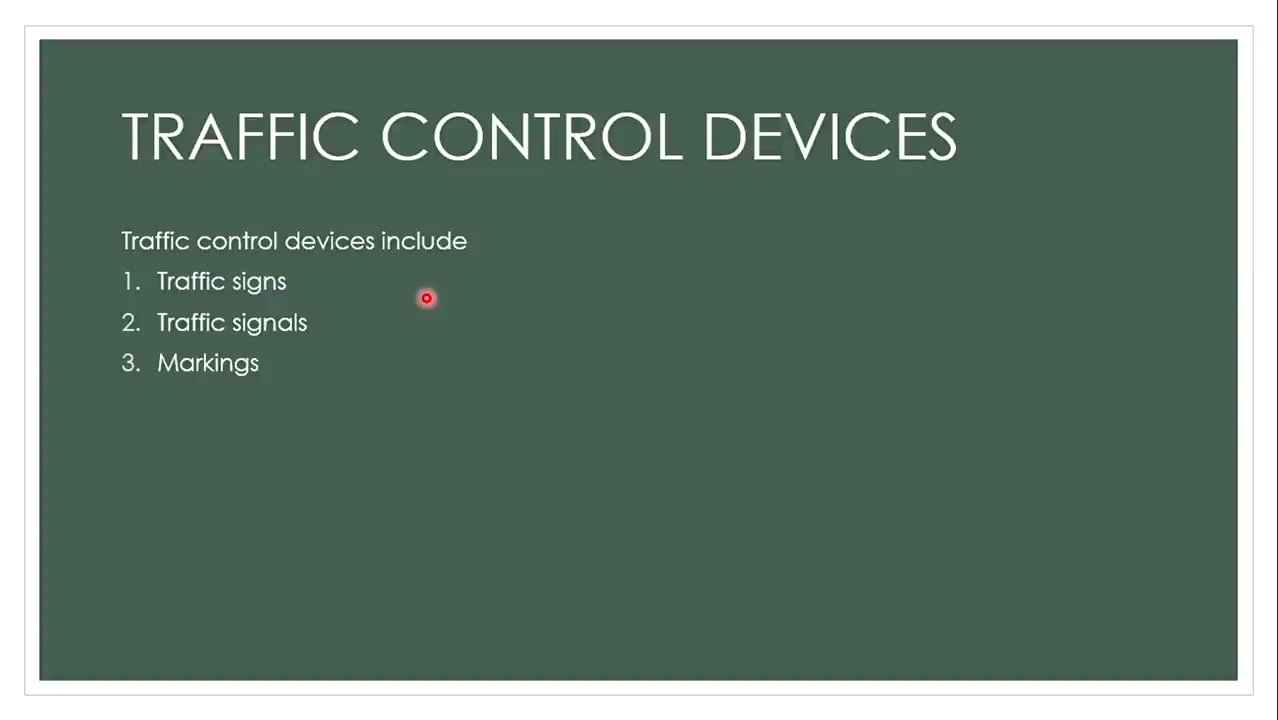 TRAFFIC CONTROL DEVICES
Traffic control devices include
1. Traffic signs
2. Traffic signals
3. Markings